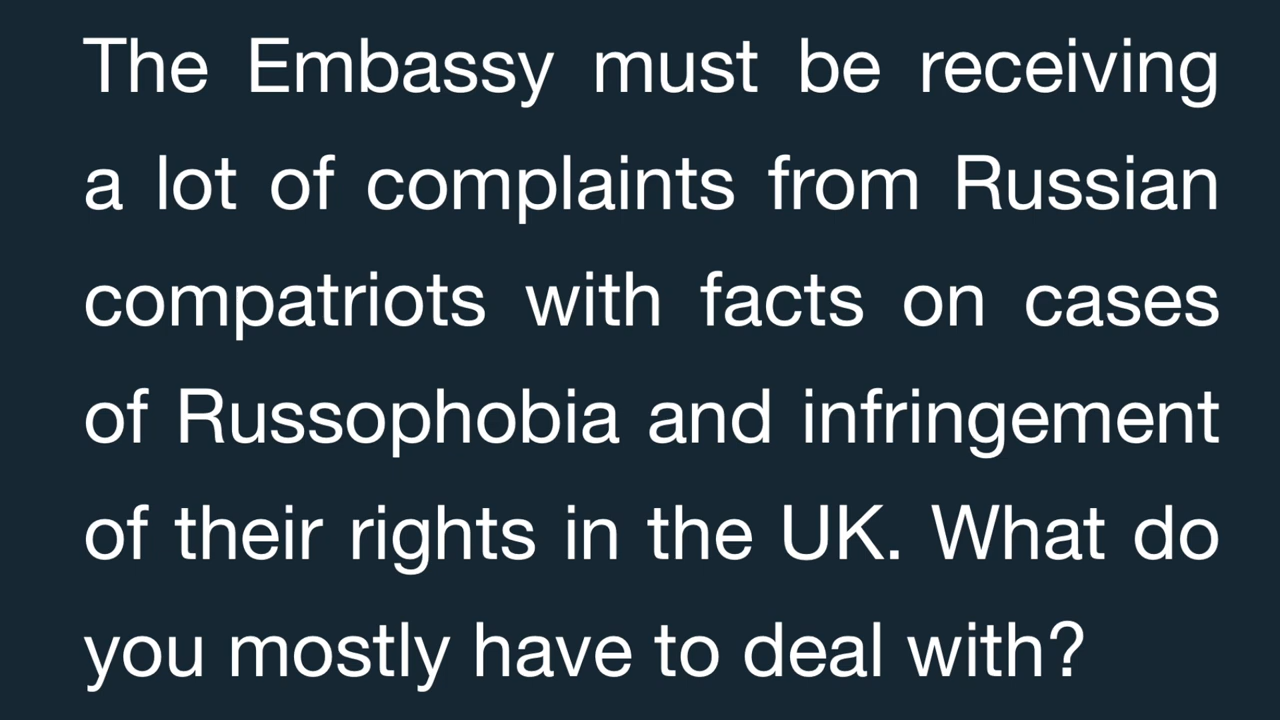 The Embassy must be receiving
a lot of complaints from Russian
compatriots with facts on cases
of Russophobia and infringement
of their rights in the UK. What do
you mostly have to deal with?